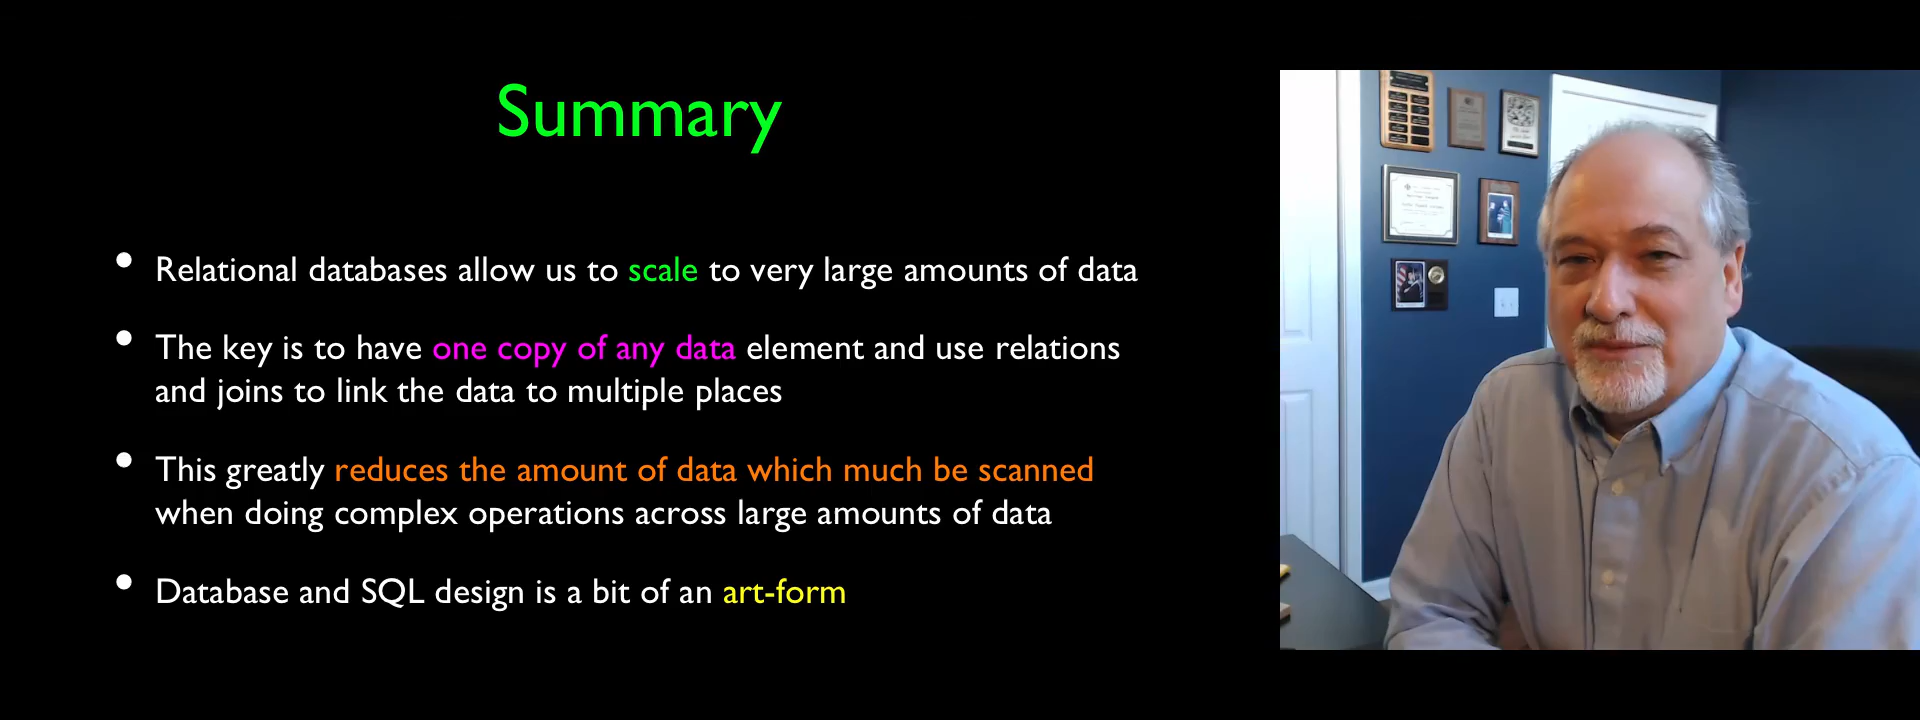 Summary
• Relational databases allow us to scale to very large amounts of data
• The key is to have one copy of any data element and use relations
and joins to link the data to multiple places
• This greatly reduces the amount of data which much be scanned
when doing complex operations across large amounts of data
• Database and SQL design is a bit of an art-form